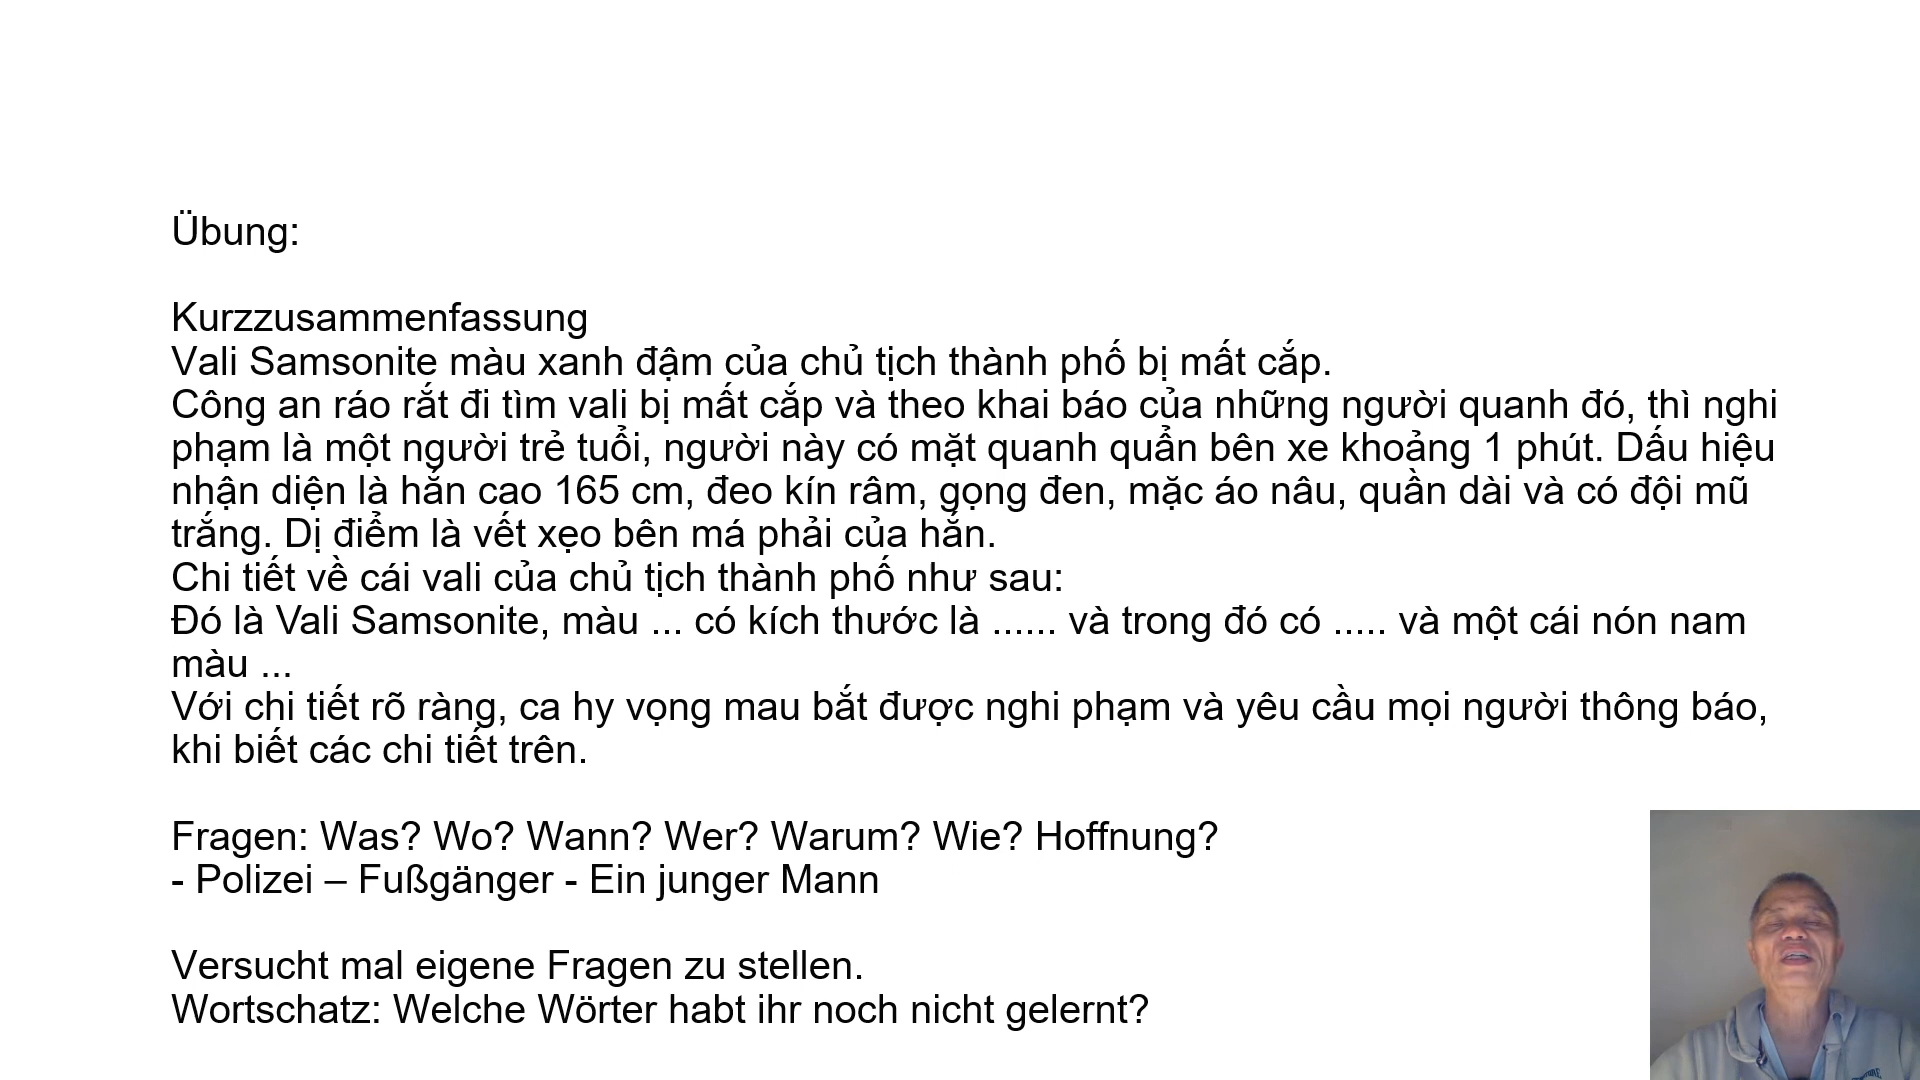 Übung:
Kurzzusammenfassung
Vali Samsonite màu xanh đậm của chủ tịch thành phố bị mất cắp.
Công an ráo rắt đi tìm vali bị mất cắp và theo khai báo của những người quanh đó, thì nghi
phạm là một người trẻ tuổi, người này có mặt quanh quẩn bên xe khoảng 1 phút. Dấu hiệu
nhận diện là hắn cao 165 cm, đeo kín râm, gọng đen, mặc áo nâu, quần dài và có đội mũ
trắng. Dị điểm là vết xẹo bên má phải của hắn.
Chi tiết về cái vali của chủ tịch thành phố như sau:
Đó là Vali Samsonite, màu ... có kích thước là ...... và trong đó có ..... và một cái nón nam
màu ...
Với chi tiết rõ ràng, ca hy vọng mau bắt được nghi phạm và yêu cầu mọi người thông báo,
khi biết các chi tiết trên.
Fragen: Was? Wo? Wann? Wer? Warum? Wie? Hoffnung?
- Polizei – Fußgänger - Ein junger Mann
Versucht mal eigene Fragen zu stellen.
Wortschatz: Welche Wörter habt ihr noch nicht gelernt?